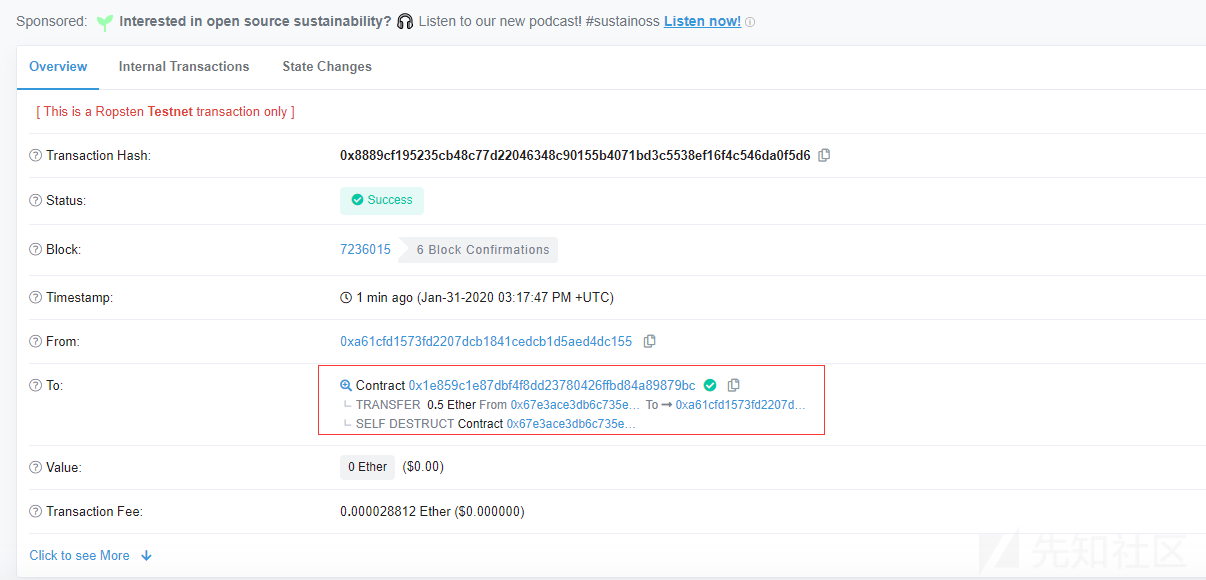 Sponsored: Interested in open source sustainability? Listen to our new podcast! #sustainoss Listen now!
Overview Internal Transactions State Changes
[ This is a Ropsten Testnet transaction only ]
Transaction Hash: 0x8889cf195235cb48c77d22046348c90155b4071bd3c5538ef16f4c546da0f5d6
Status: Success
Block: 7236015 6 Block Confirmations
Timestamp: 1 min ago (Jan-31-2020 03:17:47 PM +UTC)
From: 0xa61cfd1573fd2207dcb1841cedcb1d5aed4dc155
To: Contract 0x1e859c1e87dbf4f8dd23780426ffbd84a89879bc
TRANSFER 0.5 Ether From 0x67e3ace3db6c735e... To → 0xa61cfd1573fd2207d...
SELF DESTRUCT Contract 0x67e3ace3db6c735e...
Value: 0 Ether ($0.00)
Transaction Fee: 0.000028812 Ether ($0.000000)
Click to see More
先知社区